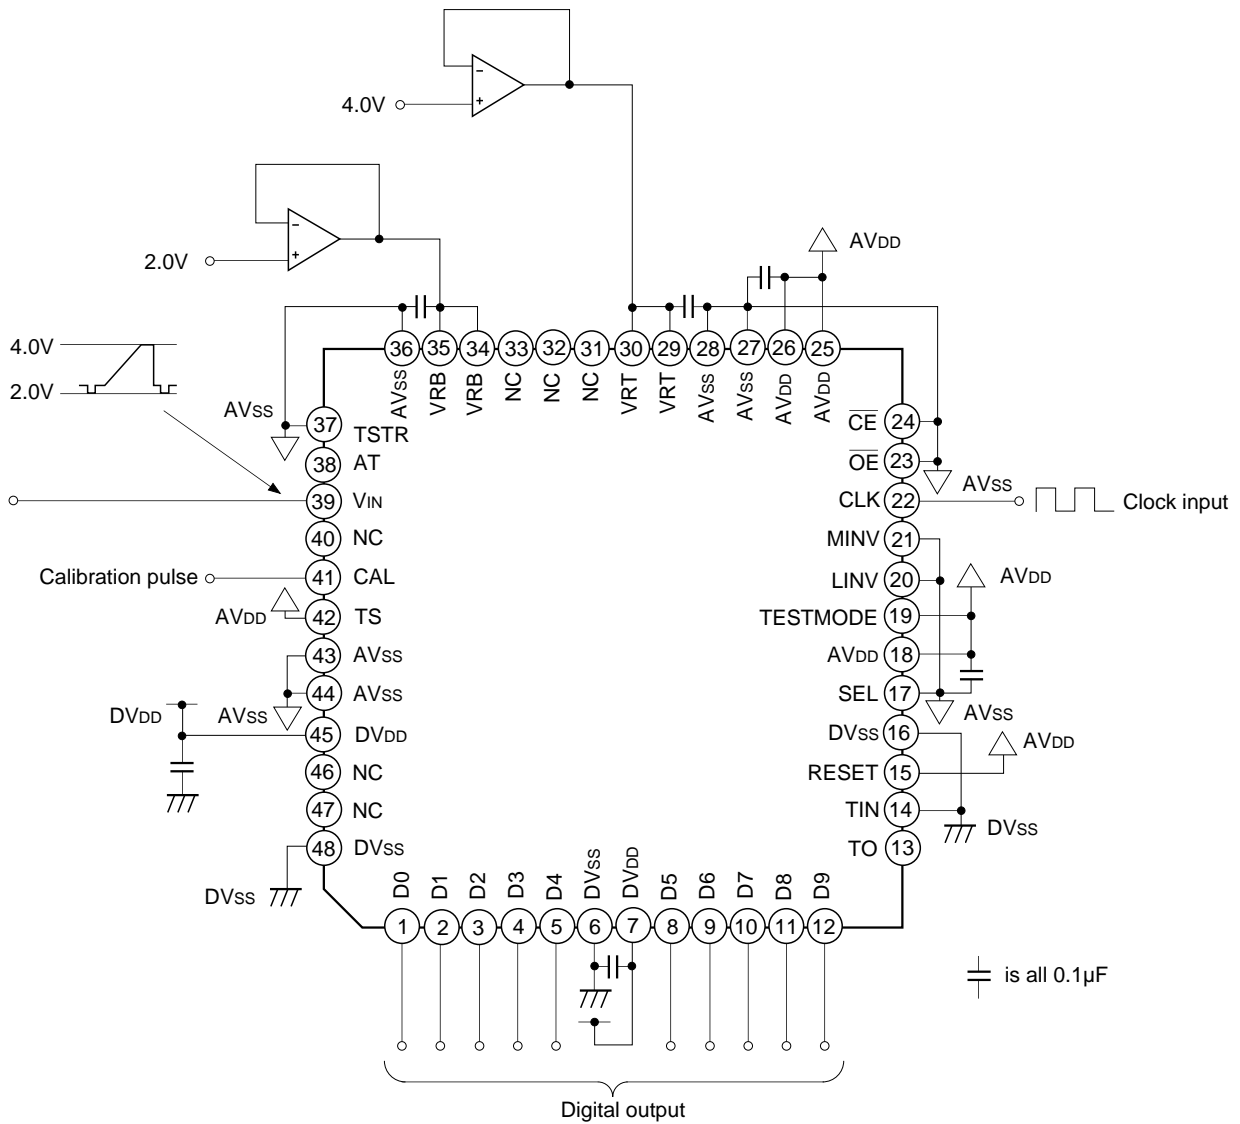 4.0V
−
+
2.0V
−
+
AVDD
4.0V
2.0V
36 35 34 33 32 31 30 29 28 27 26 25
AVSS VRB VRB NC NC NC VRT VRT AVSS AVSS AVDD AVDD
AVSS
37 TSTR
38 AT
39 VIN
40 NC
Calibration pulse
41 CAL
AVDD
42 TS
43 AVSS
44 AVSS
AVSS
DVDD
45 DVDD
46 NC
47 NC
48 DVSS
DVSS
CE 24
OE 23
AVSS
CLK 22
Clock input
MINV 21
LINV 20
AVDD
TESTMODE 19
AVDD 18
SEL 17
AVSS
DVSS 16
AVDD
RESET 15
TIN 14
DVSS
TO 13
D0 D1 D2 D3 D4 DVSS DVDD D5 D6 D7 D8 D9
1 2 3 4 5 6 7 8 9 10 11 12
is all 0.1µF
Digital output